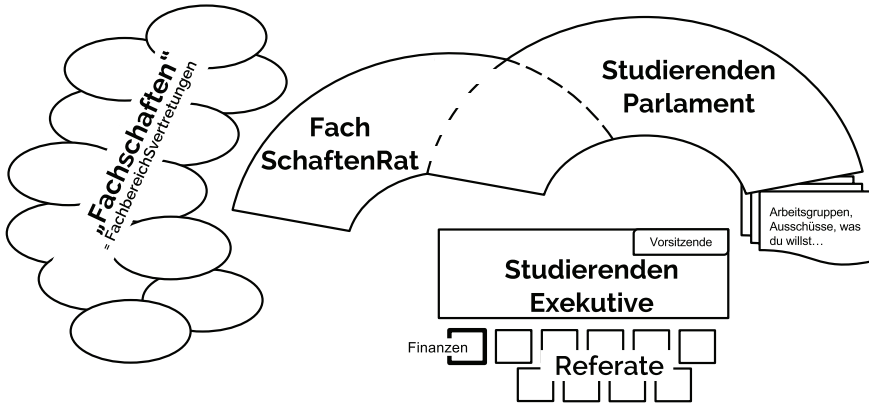 „Fachschaften“
= FachbereichSvertretungen
Fach
SchaftenRat
Studierenden
Parlament
Arbeitsgruppen,
Ausschüsse, was
du willst...
Vorsitzende
Studierenden
Exekutive
Finanzen
Referate